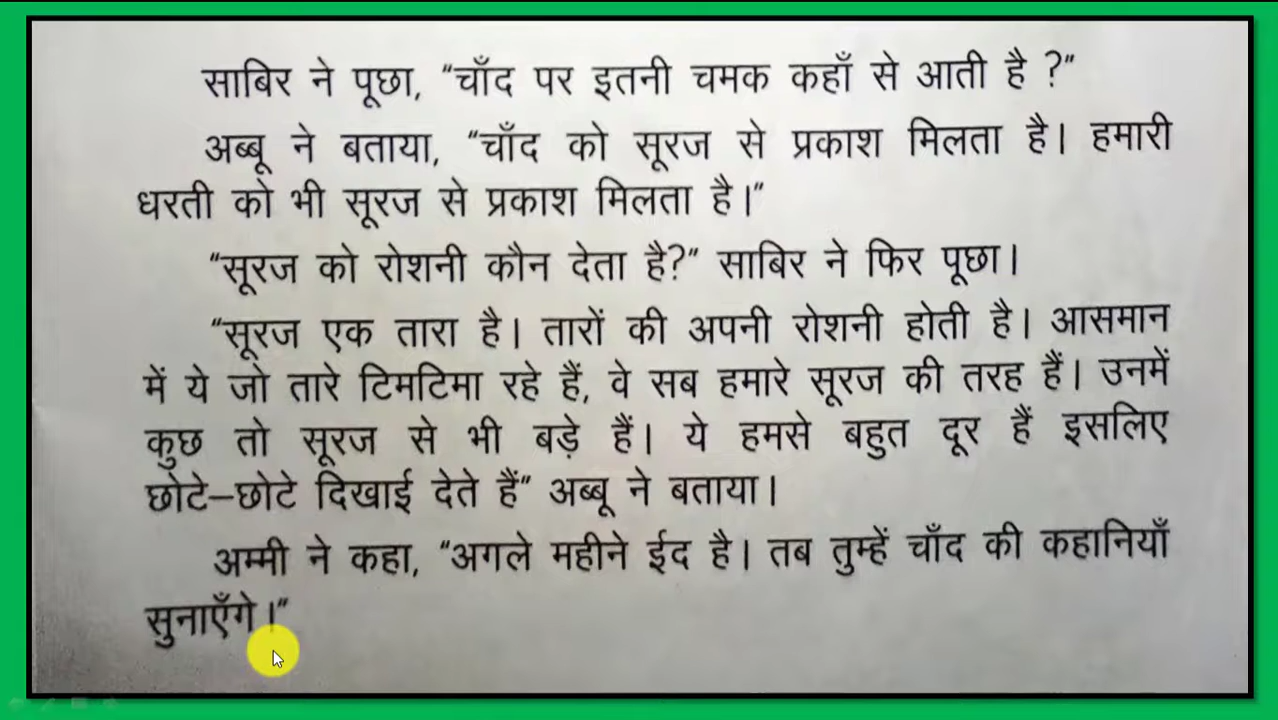 साबिर ने पूछा, “चाँद पर इतनी चमक कहाँ से आती है ?”
अब्बू ने बताया, “चाँद को सूरज से प्रकाश मिलता है। हमारी
धरती को भी सूरज से प्रकाश मिलता है।”
“सूरज को रोशनी कौन देता है?” साबिर ने फिर पूछा।
“सूरज एक तारा है। तारों की अपनी रोशनी होती है। आसमान
में ये जो तारे टिमटिमा रहे हैं, वे सब हमारे सूरज की तरह हैं। उनमें
कुछ तो सूरज से भी बड़े हैं। ये हमसे बहुत दूर हैं इसलिए
छोटे–छोटे दिखाई देते हैं” अब्बू ने बताया।
अम्मी ने कहा, “अगले महीने ईद है। तब तुम्हें चाँद की कहानियाँ
सुनाएँगे।”